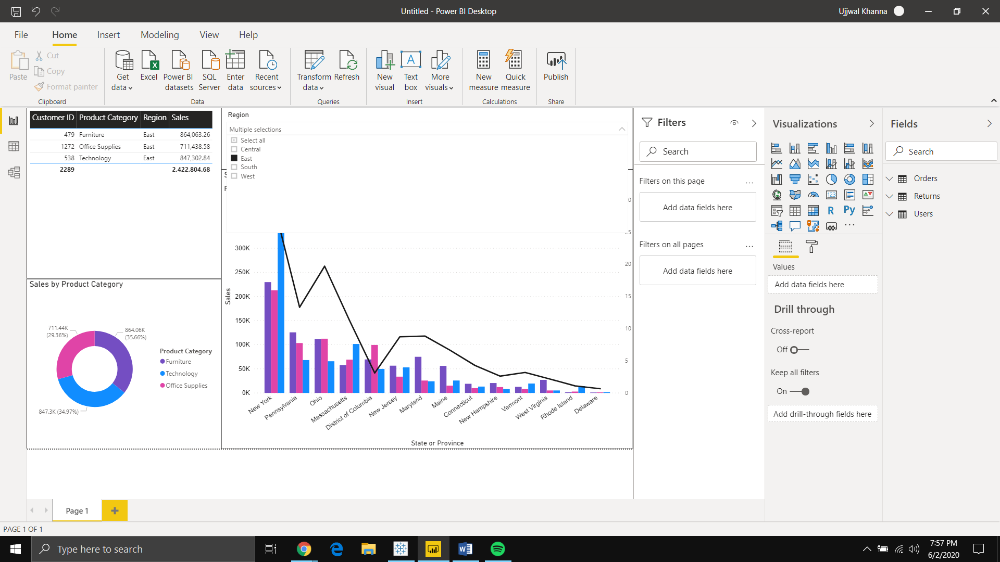 Untitled - Power BI Desktop
Ujjwal Khanna
File Home Insert Modeling View Help
Paste
Cut
Copy
Format painter
Clipboard
Get data
Excel
Power BI datasets
SQL Server
Enter data
Recent sources
Data
Transform data
Refresh
Queries
New visual
Text box
More visuals
Insert
New measure
Quick measure
Calculations
Publish
Share
Customer ID Product Category Region Sales
479 Furniture East 864,063.26
1272 Office Supplies East 711,438.58
538 Technology East 847,302.84
2289 2,422,804.68
Region
Multiple selections
Select all
Central
East
South
West
0
25
300K
250K
20
200K
15
150K
10
100K
5
50K
0K
0
Sales
New York
Pennsylvania
Ohio
Massachusetts
District of Columbia
New Jersey
Maryland
Maine
Connecticut
New Hampshire
Vermont
West Virginia
Rhode Island
Delaware
State or Province
Sales by Product Category
711.44K
(29.36%)
864.06K
(35.66%)
847.3K (34.97%)
Product Category
Furniture
Technology
Office Supplies
Filters
Search
Filters on this page
...
Add data fields here
Filters on all pages
...
Add data fields here
Visualizations
123
R
Py
...
Values
Add data fields here
Drill through
Cross-report
Off
Keep all filters
On
Add drill-through fields here
Fields
Search
Orders
Returns
Users
Page 1
PAGE 1 OF 1
Type here to search
7:57 PM
6/2/2020